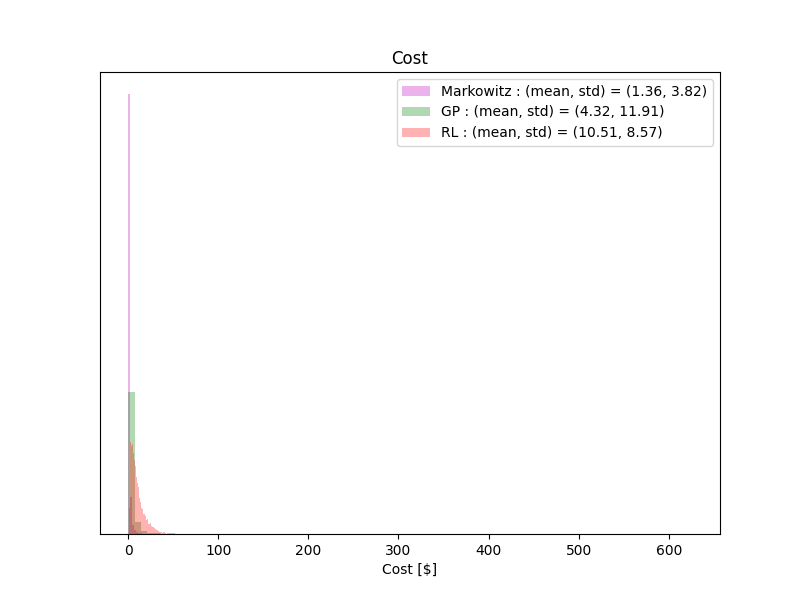 Cost
Markowitz : (mean, std) = (1.36, 3.82)
GP : (mean, std) = (4.32, 11.91)
RL : (mean, std) = (10.51, 8.57)
0 100 200 300 400 500 600
Cost [$]